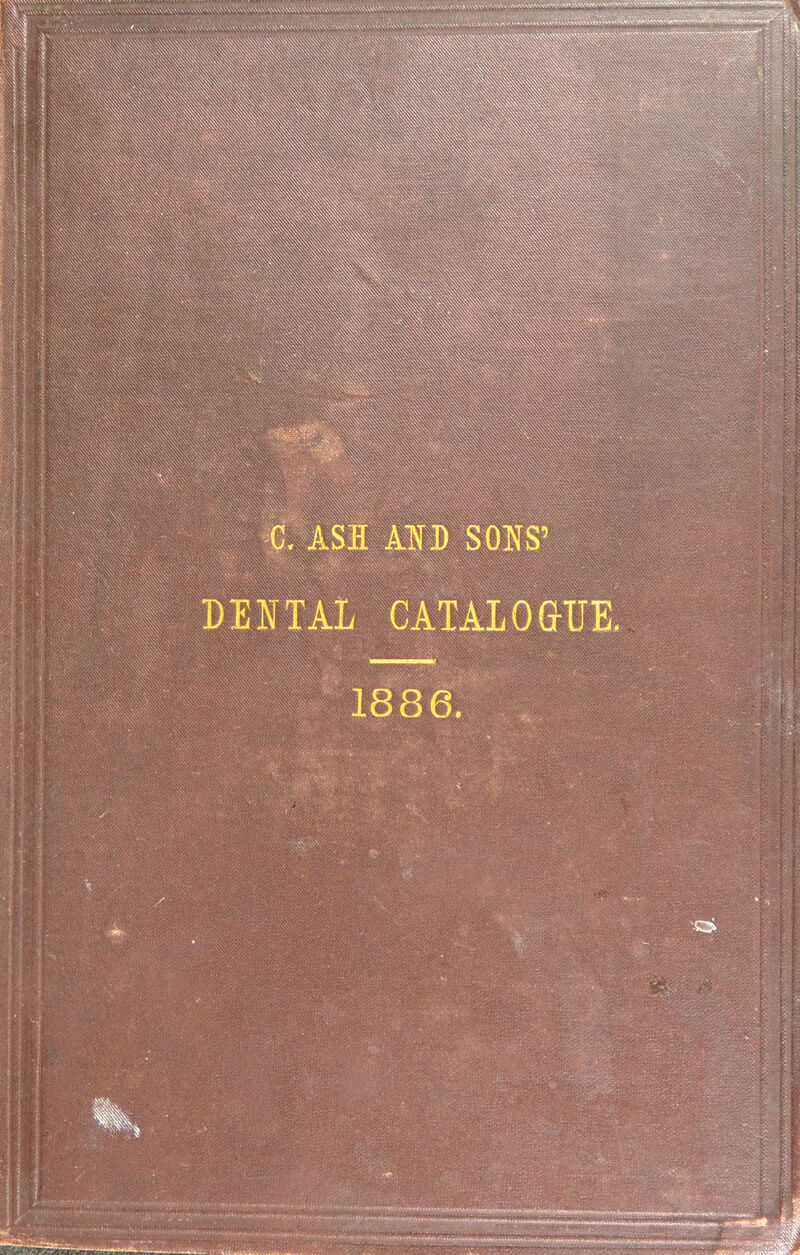 C. ASH AND SONS'
DENTAL CATALOGUE.
1886.